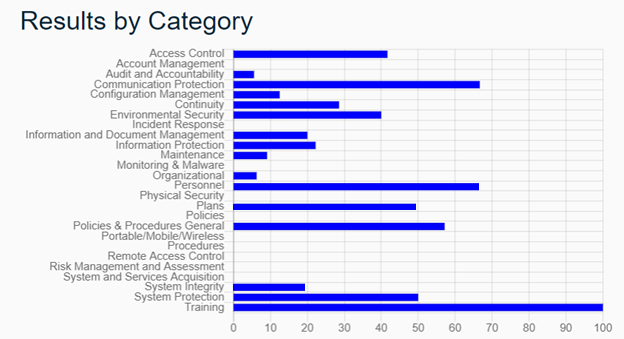 Results by Category
Access Control
Account Management
Audit and Accountability
Communication Protection
Configuration Management
Continuity
Environmental Security
Incident Response
Information and Document Management
Information Protection
Maintenance
Monitoring & Malware
Organizational
Personnel
Physical Security
Plans
Policies
Policies & Procedures General
Portable/Mobile/Wireless
Procedures
Remote Access Control
Risk Management and Assessment
System and Services Acquisition
System Integrity
System Protection
Training
0 10 20 30 40 50 60 70 80 90 100